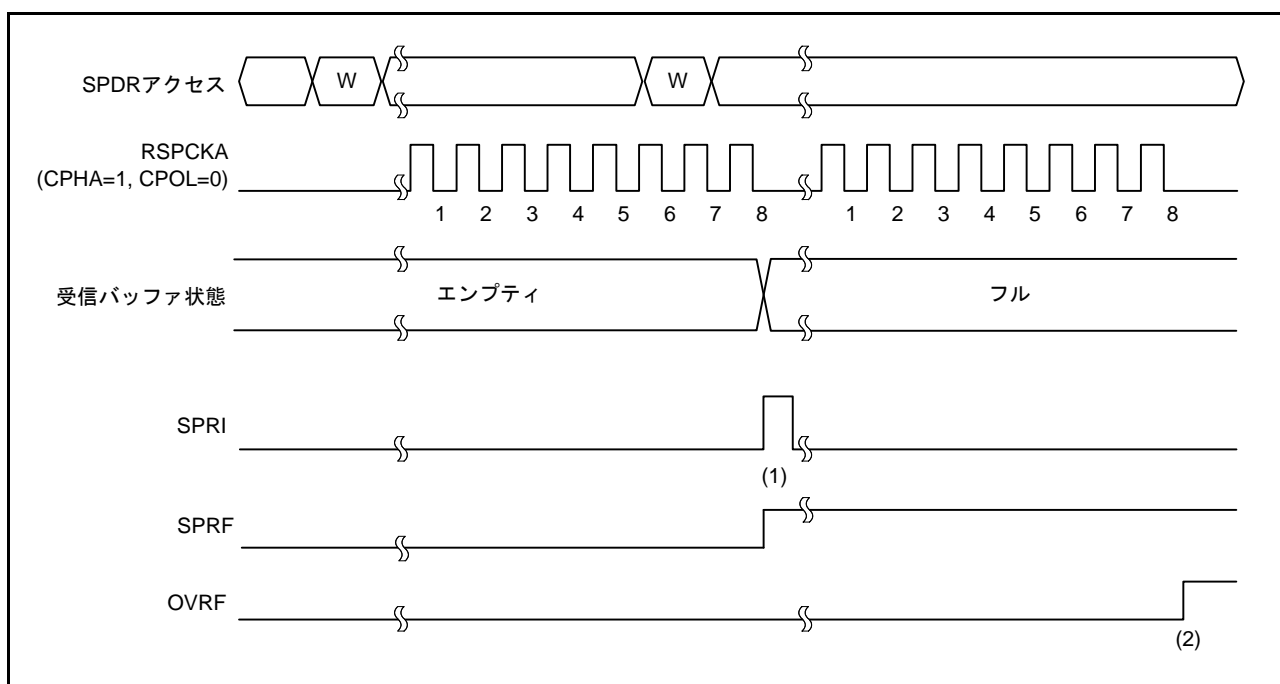 SPDRアクセス
W
W
RSPCKA
(CPHA=1, CPOL=0)
1 2 3 4 5 6 7 8 1 2 3 4 5 6 7 8
受信バッファ状態
エンプティ
フル
SPRI
(1)
SPRF
OVRF
(2)